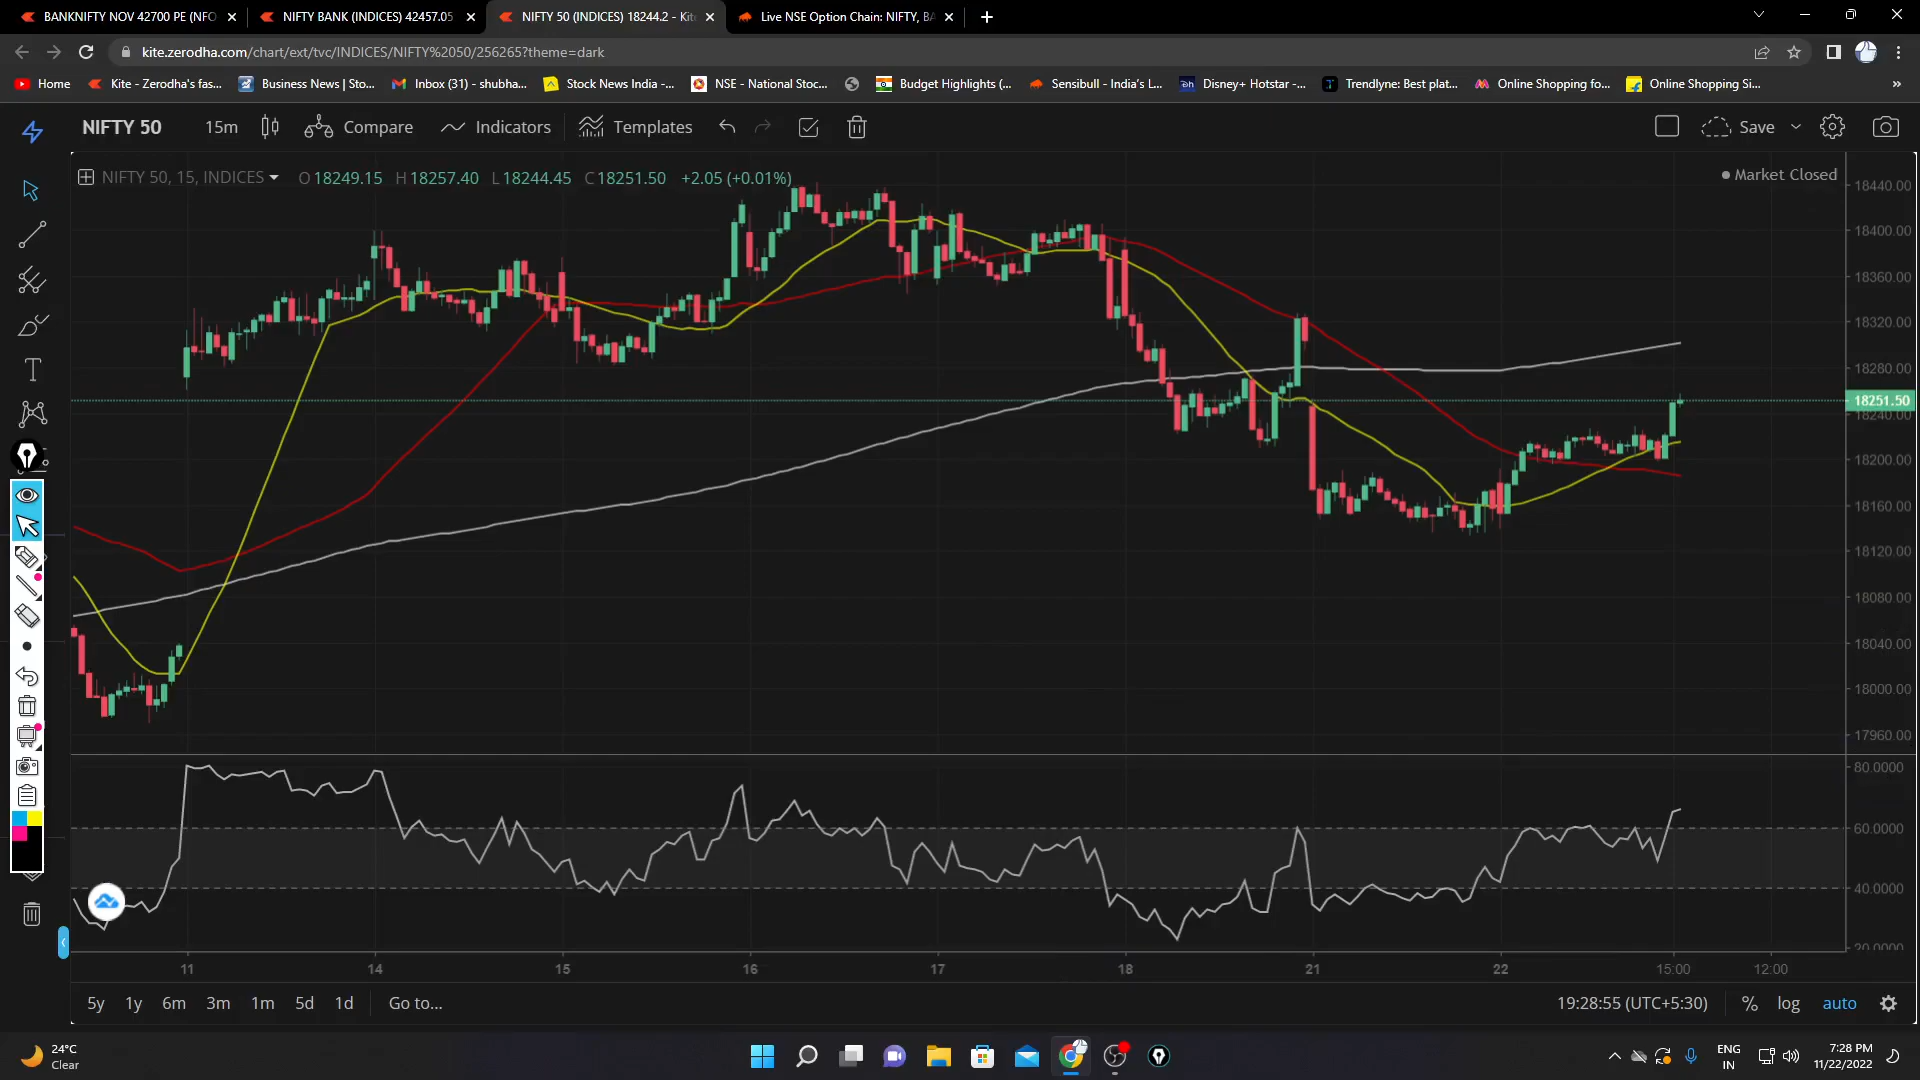 BANKNIFTY NOV 42700 PE (NFO
NIFTY BANK (INDICES) 42457.05
NIFTY 50 (INDICES) 18244.2 - Kite
Live NSE Option Chain: NIFTY, BA
kite.zerodha.com/chart/ext/tvc/INDICES/NIFTY%2050/256265?theme=dark
Home
Kite - Zerodha's fas...
Business News | Sto...
Inbox (31) - shubha...
Stock News India -...
NSE - National Stoc...
Budget Highlights (...
Sensibull - India's L...
Disney+ Hotstar -...
Trendlyne: Best plat...
Online Shopping fo...
Online Shopping Si...
»
NIFTY 50
15m
Compare
Indicators
Templates
Save
NIFTY 50, 15, INDICES
O 18249.15 H 18257.40 L 18244.45 C 18251.50 +2.05 (+0.01%)
Market Closed
18440.00
18400.00
18360.00
18320.00
18280.00
18251.50
18240.00
18200.00
18160.00
18120.00
18080.00
18040.00
18000.00
17960.00
80.0000
60.0000
40.0000
20.0000
11 14 15 16 17 18 21 22 15:00 12:00
5y 1y 6m 3m 1m 5d 1d Go to...
19:28:55 (UTC+5:30) % log auto
24°C
Clear
ENG
IN
7:28 PM
11/22/2022